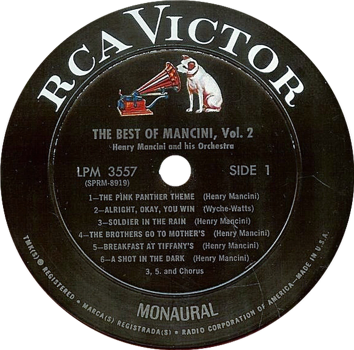 RCA VICTOR
THE BEST OF MANCINI, Vol. 2
Henry Mancini and his Orchestra
LPM 3557
(SPRM-8919)
SIDE 1
1—THE PINK PANTHER THEME (Henry Mancini)
2—ALRIGHT, OKAY, YOU WIN (Wyche-Watts)
3—SOLDIER IN THE RAIN (Henry Mancini)
4—THE BROTHERS GO TO MOTHER'S (Henry Mancini)
5—BREAKFAST AT TIFFANY'S (Henry Mancini)
6—A SHOT IN THE DARK (Henry Mancini)
3, 5. and Chorus
MONAURAL
TMK(S) ® REGISTERED • MARCA(S) REGISTRADA(S) • RADIO CORPORATION OF AMERICA—MADE IN U.S.A.